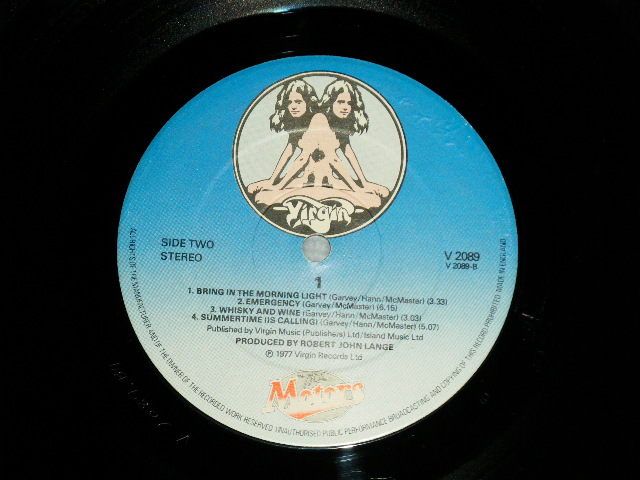 Virgin
SIDE TWO
STEREO
V 2089
V 2089-B
1
1. BRING IN THE MORNING LIGHT (Garvey/Hann/McMaster) (3.33)
2. EMERGENCY (Garvey/McMaster) (6.15)
3. WHISKY AND WINE (Garvey/Hann/McMaster) (3.03)
4. SUMMERTIME (IS CALLING) (Garvey/Hann/McMaster) (5.07)
Published by Virgin Music (Publishers) Ltd/Island Music Ltd
PRODUCED BY ROBERT JOHN LANGE
℗ 1977 Virgin Records Ltd
The Motors
ALL RIGHTS OF THE MANUFACTURER AND OF THE OWNER OF THE RECORDED WORK RESERVED. UNAUTHORISED PUBLIC PERFORMANCE BROADCASTING AND COPYING OF THIS RECORD PROHIBITED. MADE IN ENGLAND